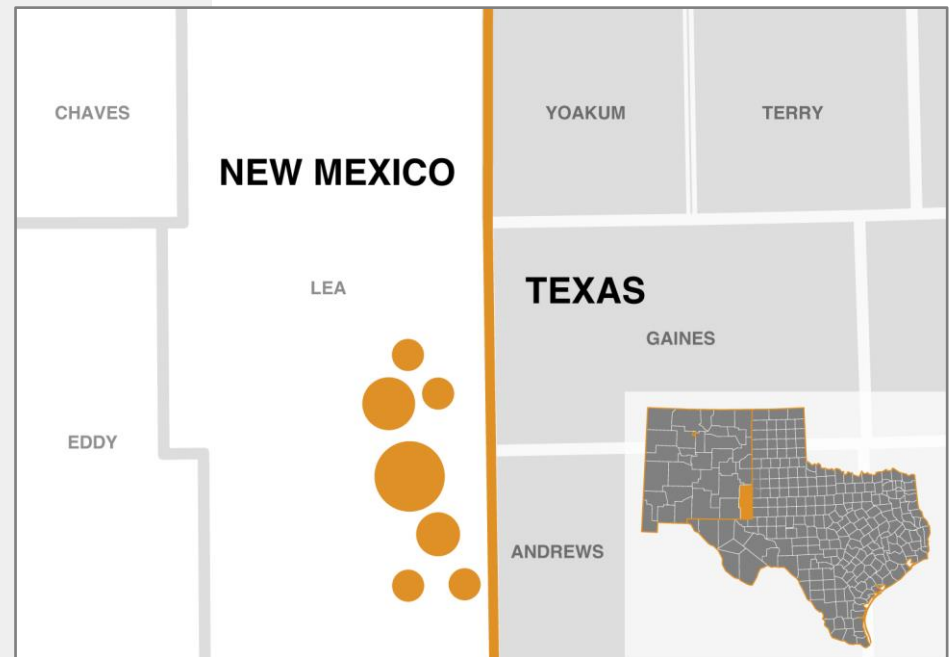 CHAVES
YOAKUM
TERRY
NEW MEXICO
LEA
TEXAS
GAINES
EDDY
ANDREWS